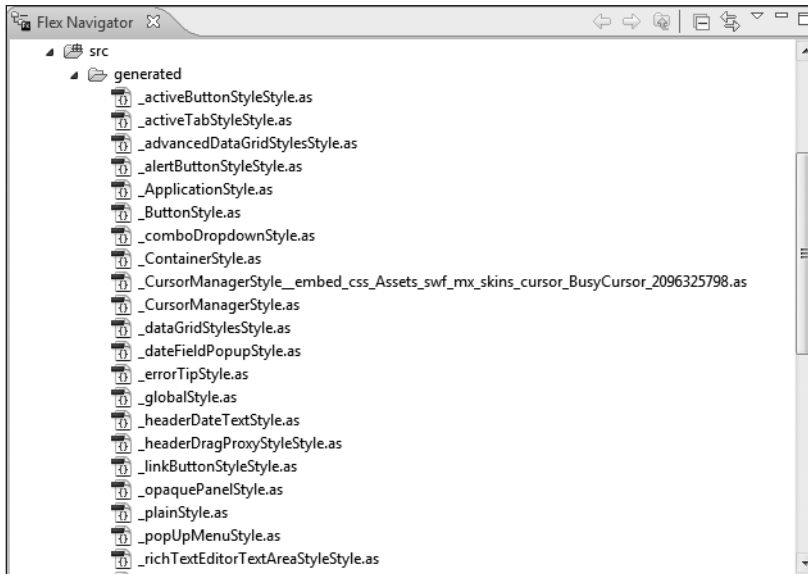 Flex Navigator
src
generated
_activeButtonStyleStyle.as
_activeTabStyleStyle.as
_advancedDataGridStylesStyle.as
_alertButtonStyleStyle.as
_ApplicationStyle.as
_ButtonStyle.as
_comboDropdownStyle.as
_ContainerStyle.as
_CursorManagerStyle__embed_css_Assets_swf_mx_skins_cursor_BusyCursor_2096325798.as
_CursorManagerStyle.as
_dataGridStylesStyle.as
_dateFieldPopupStyle.as
_errorTipStyle.as
_globalStyle.as
_headerDateTextStyle.as
_headerDragProxyStyleStyle.as
_linkButtonStyleStyle.as
_opaquePanelStyle.as
_plainStyle.as
_popUpMenuStyle.as
_richTextEditorTextAreaStyleStyle.as